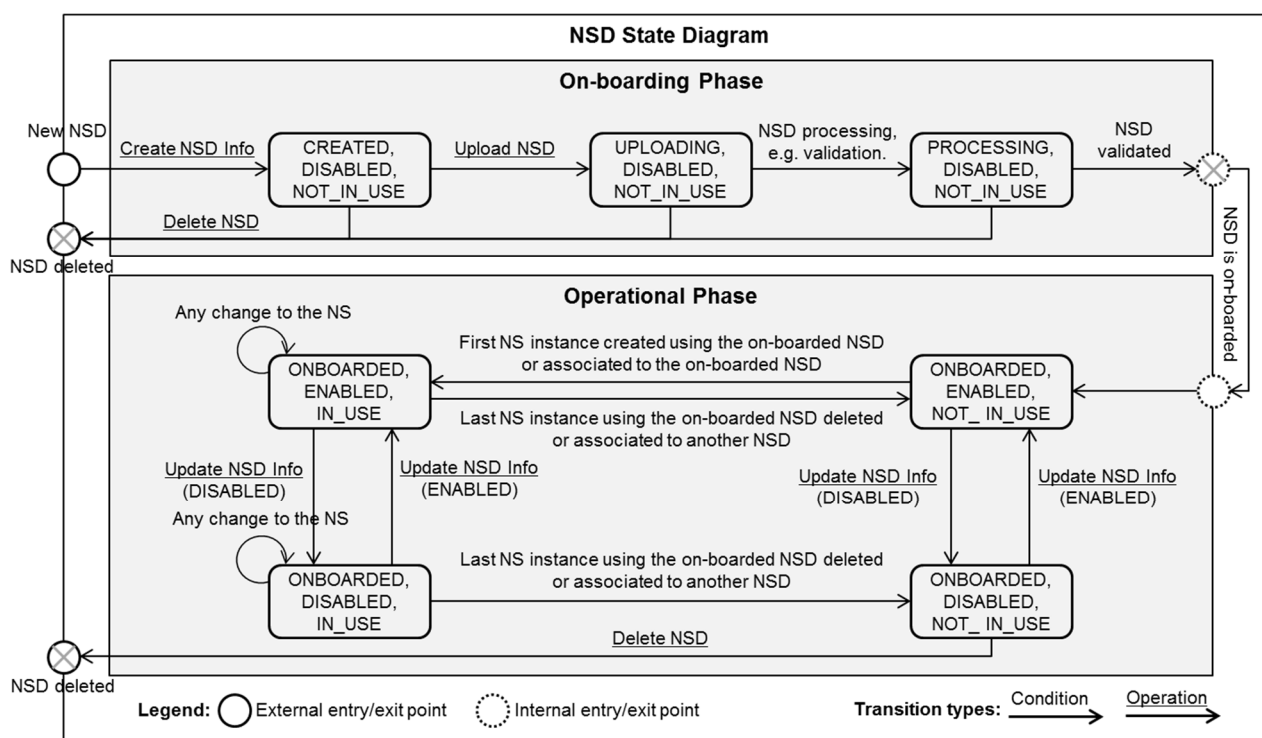 NSD State Diagram
On-boarding Phase
New NSD
Create NSD Info
CREATED,
DISABLED,
NOT_IN_USE
Upload NSD
UPLOADING,
DISABLED,
NOT_IN_USE
NSD processing,
e.g. validation.
PROCESSING,
DISABLED,
NOT_IN_USE
NSD
validated
Delete NSD
NSD deleted
NSD is on-boarded
Operational Phase
Any change to the NS
ONBOARDED,
ENABLED,
IN_USE
First NS instance created using the on-boarded NSD
or associated to the on-boarded NSD
Last NS instance using the on-boarded NSD deleted
or associated to another NSD
ONBOARDED,
ENABLED,
NOT_ IN_USE
Update NSD Info
(DISABLED)
Update NSD Info
(ENABLED)
Update NSD Info
(DISABLED)
Update NSD Info
(ENABLED)
Any change to the NS
ONBOARDED,
DISABLED,
IN_USE
Last NS instance using the on-boarded NSD deleted
or associated to another NSD
ONBOARDED,
DISABLED,
NOT_ IN_USE
Delete NSD
NSD deleted
Legend: External entry/exit point Internal entry/exit point Transition types: Condition Operation